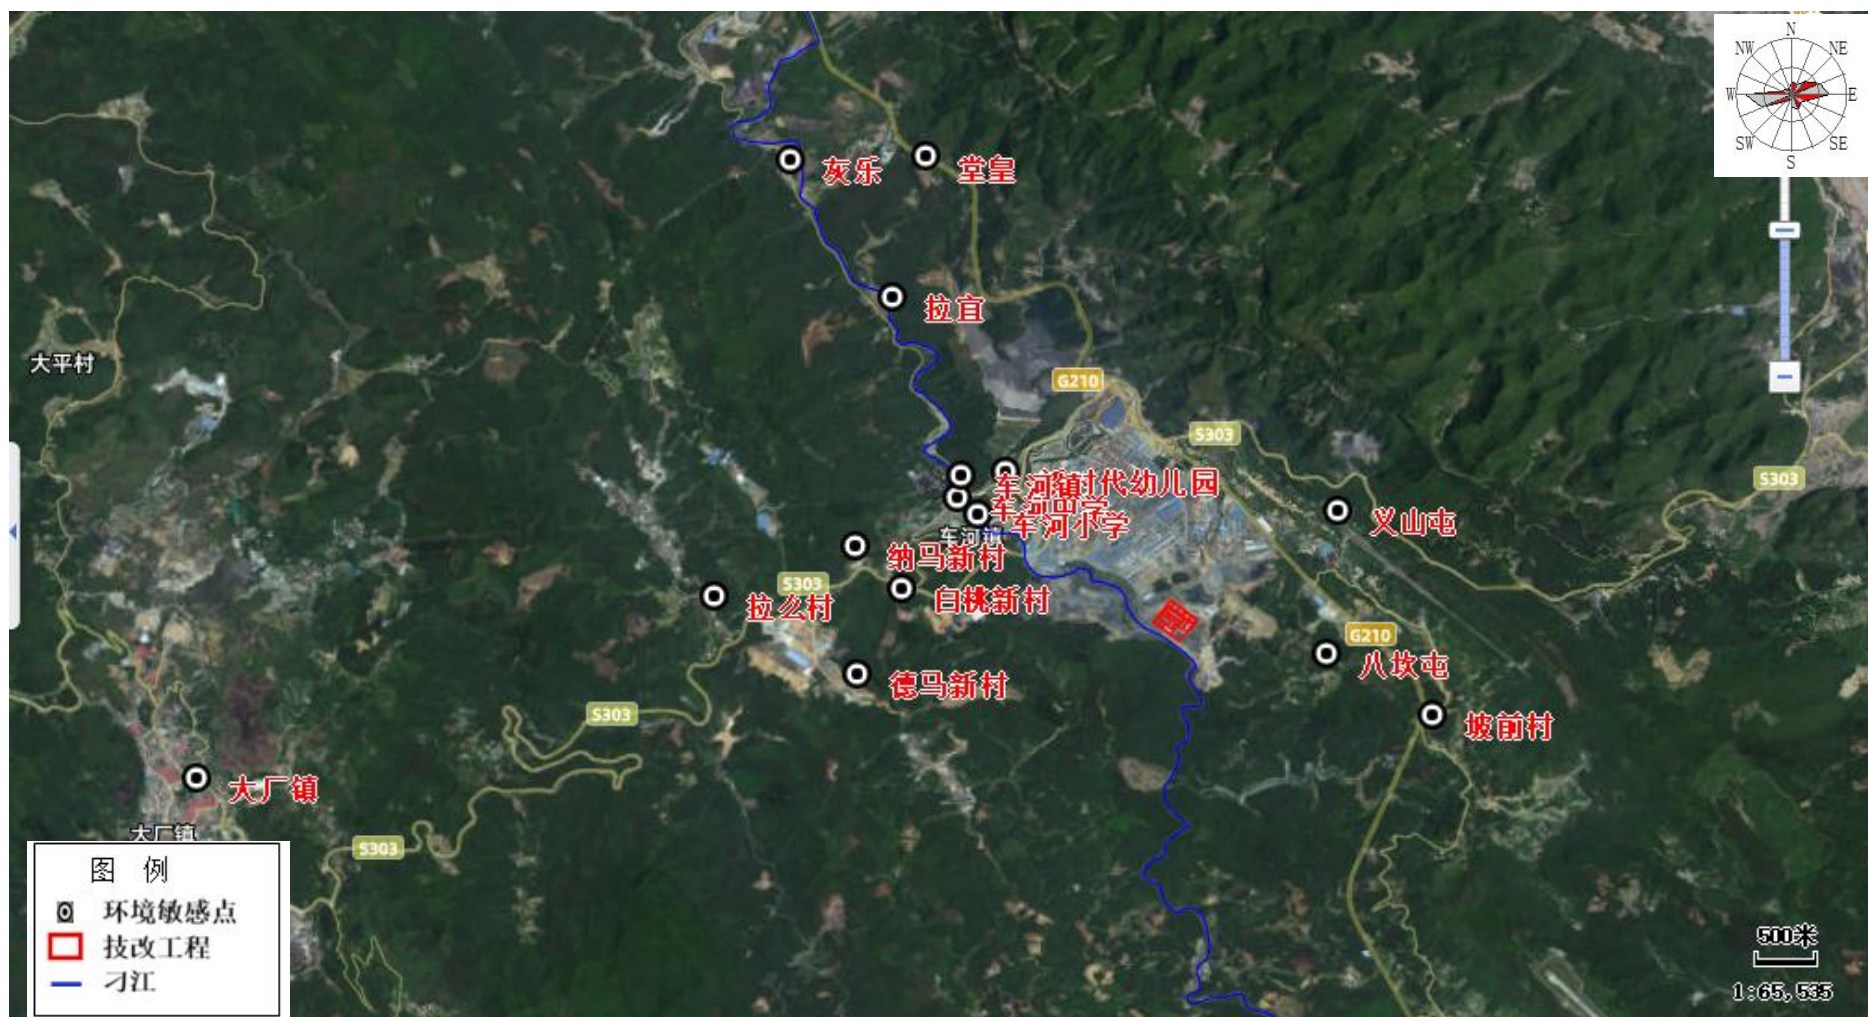 N
NW
NE
W
E
SW
SE
S
灰乐
堂皇
拉宜
大平村
G210
S303
S303
车河镇
时代幼儿园
车河中学
车河小学
车河镇
义山屯
纳马新村
S303
白桃新村
拉么村
G210
八坎屯
德马新村
S303
坡前村
大厂镇
大厂镇
S303
图 例
环境敏感点
技改工程
刁江
500米
1:65,535